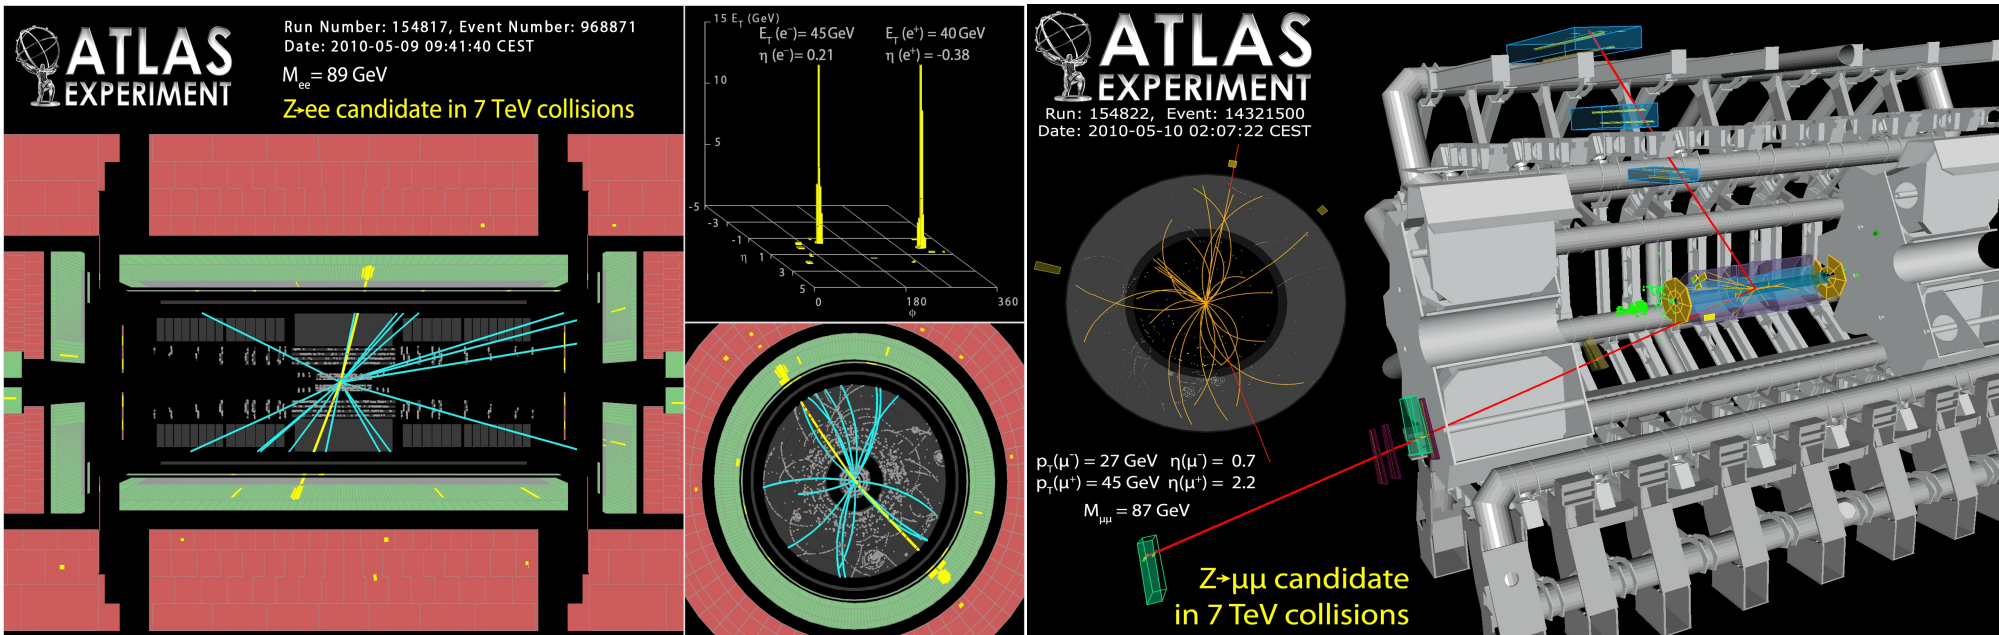 ATLAS
EXPERIMENT
Run Number: 154817, Event Number: 968871
Date: 2010-05-09 09:41:40 CEST
M_ee = 89 GeV
Z→ee candidate in 7 TeV collisions
15 E_T (GeV)
E_T (e⁻) = 45 GeV
η (e⁻) = 0.21
E_T (e⁺) = 40 GeV
η (e⁺) = -0.38
10
5
-5
-3
-1
η 1
3
5
0 180 360
ϕ
ATLAS
EXPERIMENT
Run: 154822, Event: 14321500
Date: 2010-05-10 02:07:22 CEST
p_T(μ⁻) = 27 GeV η(μ⁻) = 0.7
p_T(μ⁺) = 45 GeV η(μ⁺) = 2.2
M_μμ = 87 GeV
Z→μμ candidate
in 7 TeV collisions